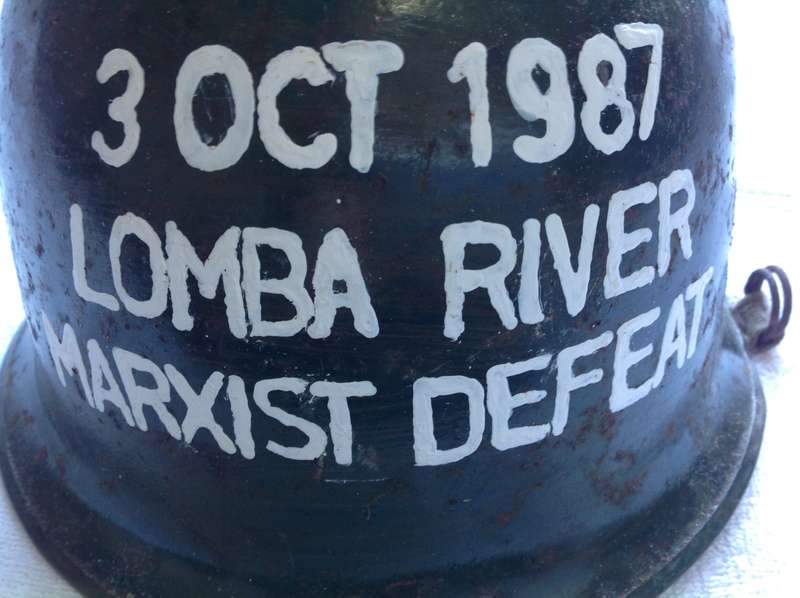 3 OCT 1987
LOMBA RIVER
MARXIST DEFEAT